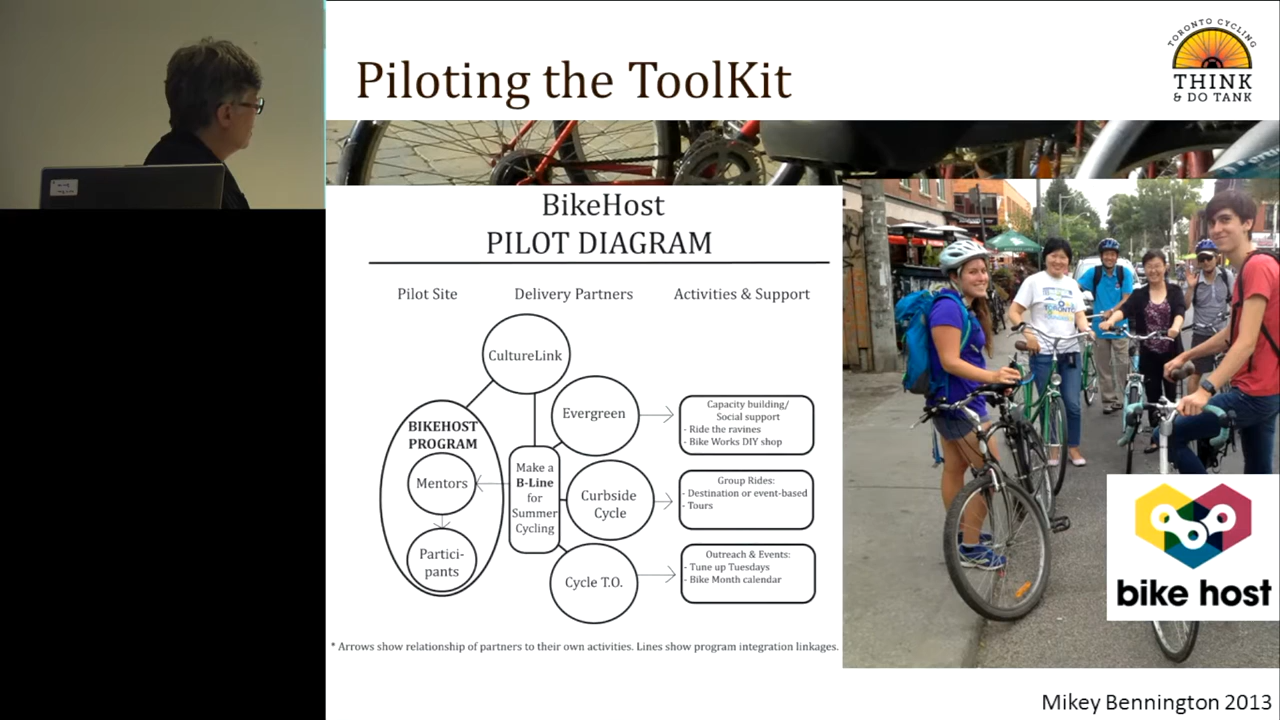 Piloting the ToolKit
TORONTO CYCLING
THINK
& DO TANK
BikeHost
PILOT DIAGRAM
Pilot Site
Delivery Partners
Activities & Support
CultureLink
BIKEHOST
PROGRAM
Mentors
Partici-
pants
Make a
B-Line
for
Summer
Cycling
Evergreen
Curbside
Cycle
Cycle T.O.
Capacity building/
Social support
- Ride the ravines
- Bike Works DIY shop
Group Rides:
- Destination or event-based
- Tours
Outreach & Events:
- Tune up Tuesdays
- Bike Month calendar
* Arrows show relationship of partners to their own activities. Lines show program integration linkages.
bike host
Mikey Bennington 2013